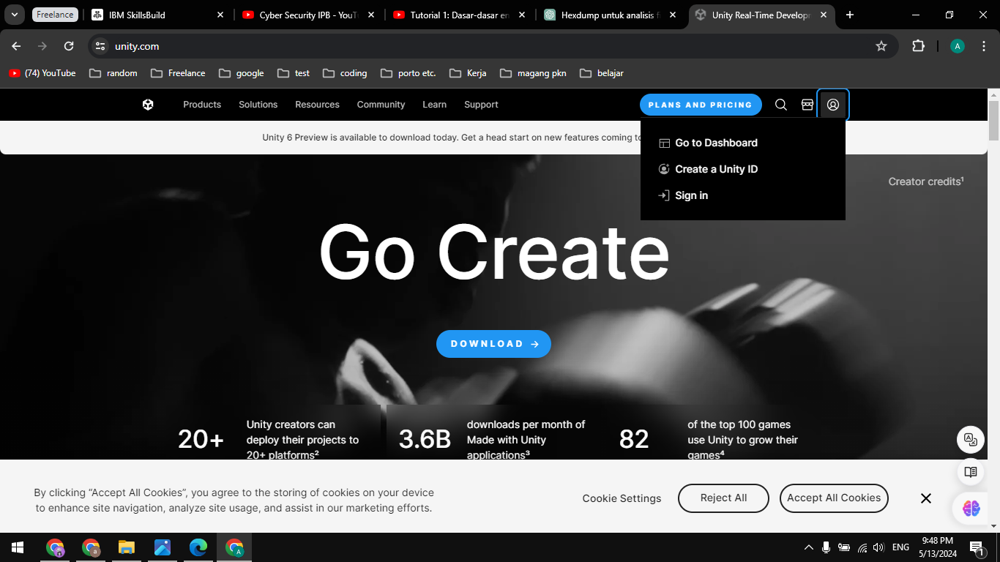 Freelance
IBM SkillsBuild
Cyber Security IPB - YouT
Tutorial 1: Dasar-dasar en
Hexdump untuk analisis f
Unity Real-Time Develop
unity.com
A
(74) YouTube
random
Freelance
google
test
coding
porto etc.
Kerja
magang pkn
belajar
Products
Solutions
Resources
Community
Learn
Support
PLANS AND PRICING
Unity 6 Preview is available to download today. Get a head start on new features coming to
Go to Dashboard
Create a Unity ID
Sign in
Creator credits¹
Go Create
DOWNLOAD →
20+
Unity creators can
deploy their projects to
20+ platforms²
3.6B
downloads per month of
Made with Unity
applications³
82
of the top 100 games
use Unity to grow their
games⁴
By clicking “Accept All Cookies”, you agree to the storing of cookies on your device
to enhance site navigation, analyze site usage, and assist in our marketing efforts.
Cookie Settings
Reject All
Accept All Cookies
a
A
ENG
9:48 PM
5/13/2024
1